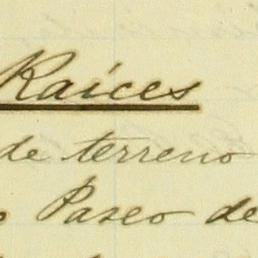 Raíces
de terreno
Paseo de